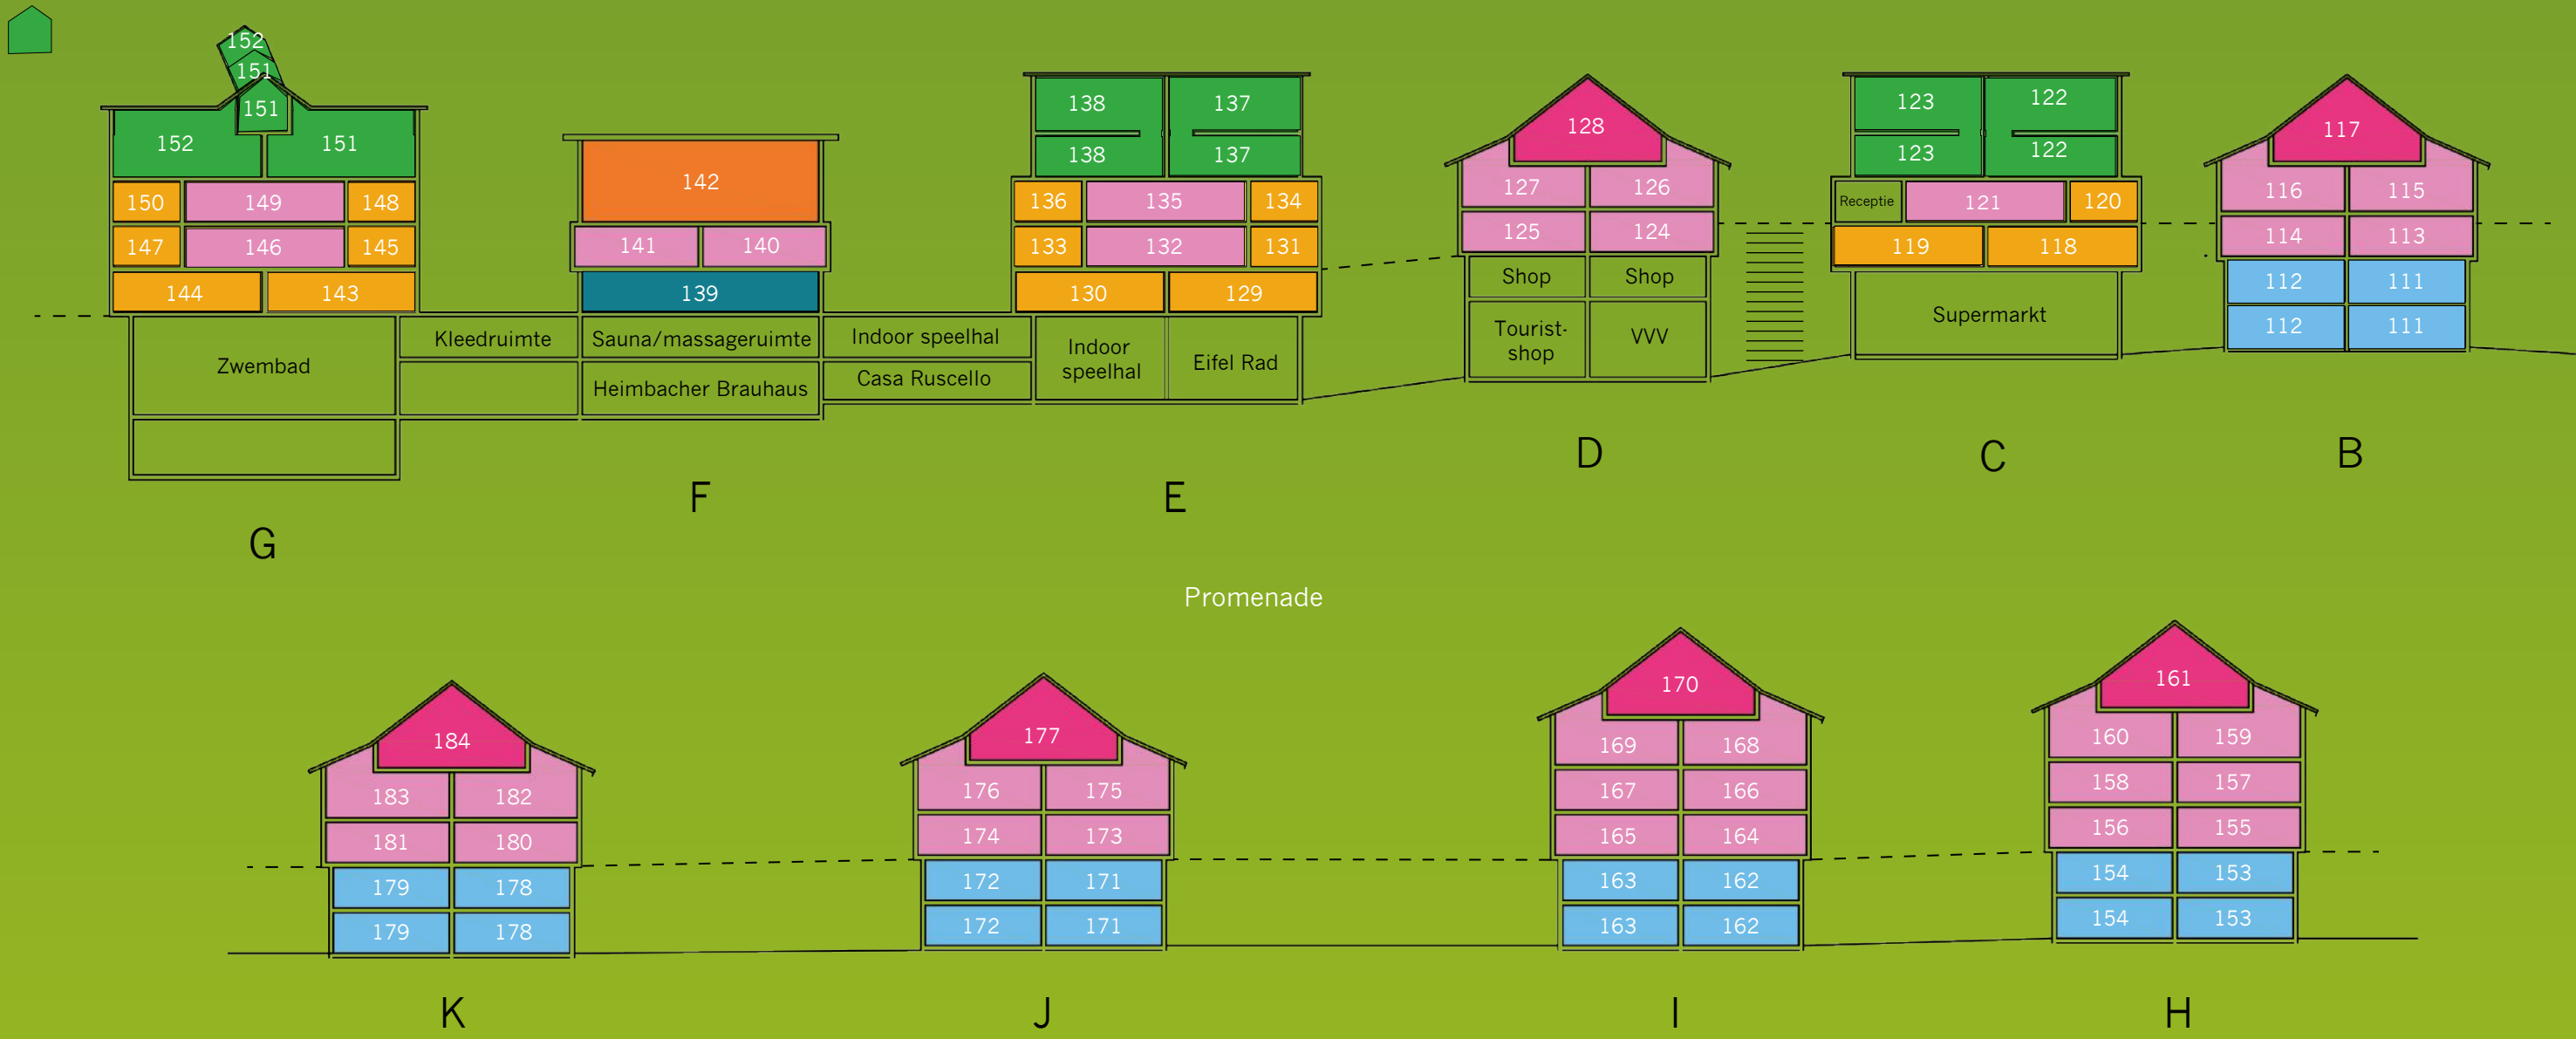 152
151
151
152 151
150 149 148
147 146 145
144 143
Zwembad
Kleedruimte
G
142
141 140
139
Sauna/massageruimte
Heimbacher Brauhaus
F
Indoor speelhal
Casa Ruscello
138 137
138 137
136 135 134
133 132 131
130 129
Indoor
speelhal
Eifel Rad
E
128
127 126
125 124
Shop Shop
Tourist-
shop
VVV
D
123 122
123 122
Receptie 121 120
119 118
Supermarkt
C
117
116 115
114 113
112 111
112 111
B
Promenade
184
183 182
181 180
179 178
179 178
K
177
176 175
174 173
172 171
172 171
J
170
169 168
167 166
165 164
163 162
163 162
I
161
160 159
158 157
156 155
154 153
154 153
H